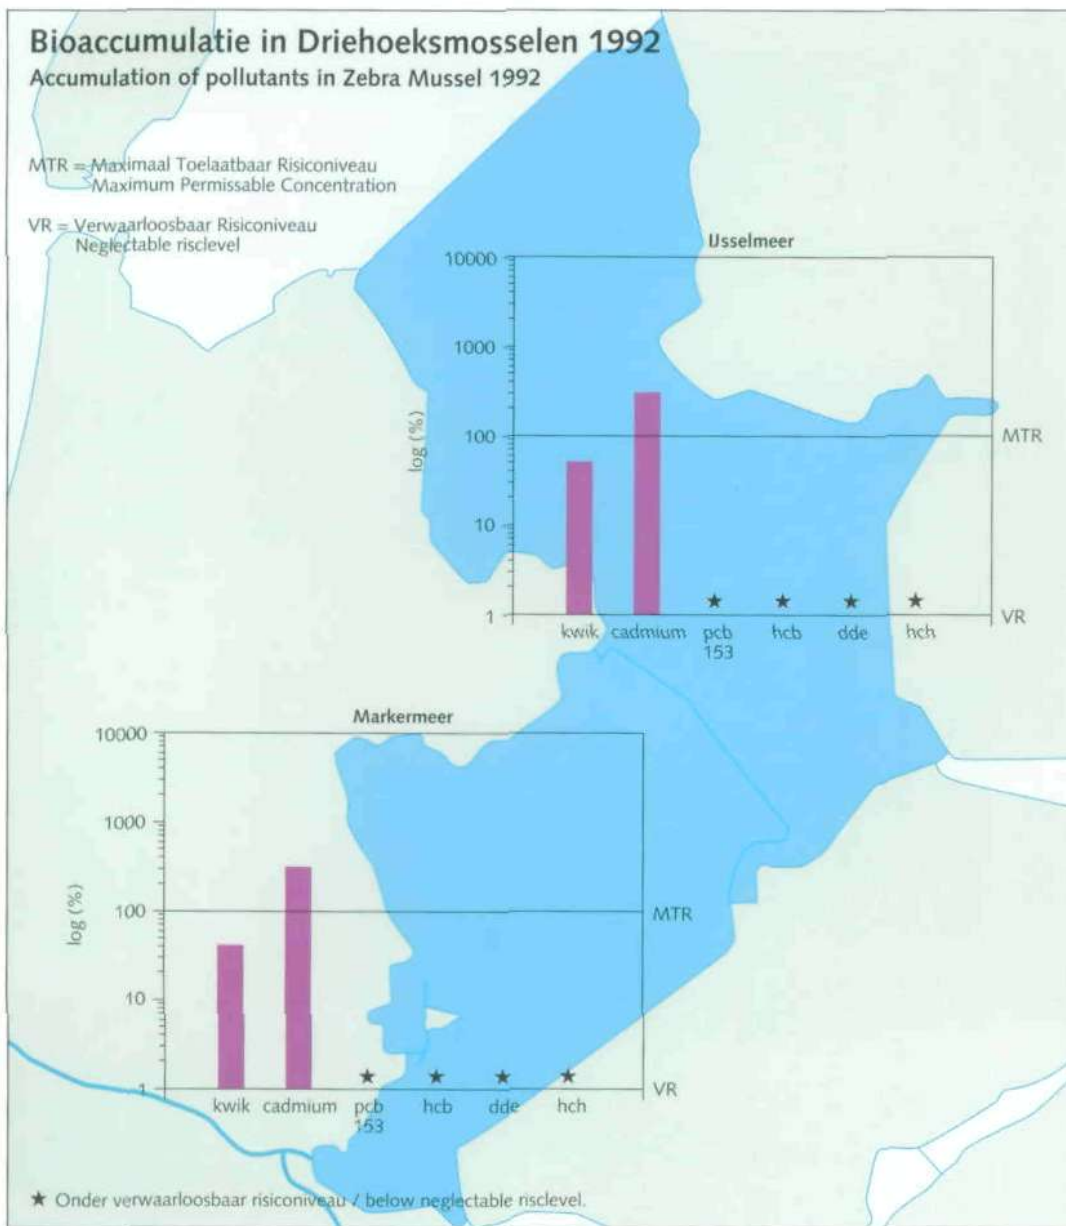 Bioaccumulatie in Driehoeksmosselen 1992
Accumulation of pollutants in Zebra Mussel 1992
MTR = Maximaal Toelaatbaar Risiconiveau
Maximum Permissable Concentration
VR = Verwaarloosbaar Risiconiveau
Neglectable risclevel
IJsselmeer
10000
1000
log (%)
100
MTR
10
1
VR
kwik cadmium pcb hcb dde hch
153
Markermeer
10000
1000
log (%)
100
MTR
10
1
VR
kwik cadmium pcb hcb dde hch
153
★ Onder verwaarloosbaar risiconiveau / below neglectable risclevel.